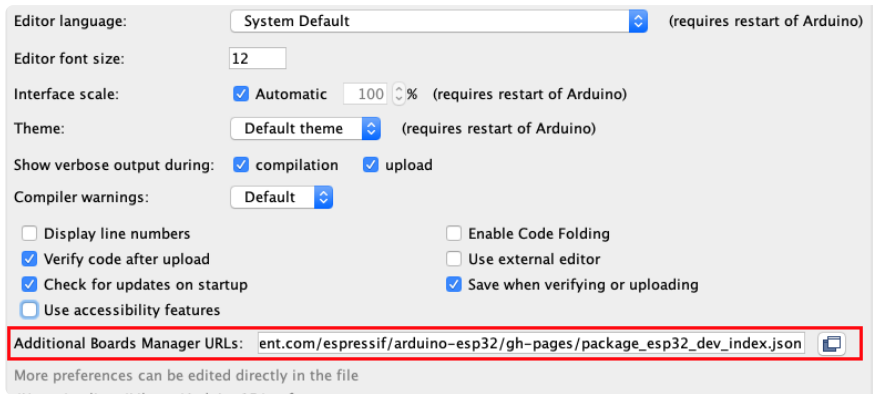 Editor language: System Default (requires restart of Arduino)
Editor font size: 12
Interface scale: Automatic 100 % (requires restart of Arduino)
Theme: Default theme (requires restart of Arduino)
Show verbose output during: compilation upload
Compiler warnings: Default
Display line numbers Enable Code Folding
Verify code after upload Use external editor
Check for updates on startup Save when verifying or uploading
Use accessibility features
Additional Boards Manager URLs: ent.com/espressif/arduino-esp32/gh-pages/package_esp32_dev_index.json
More preferences can be edited directly in the file